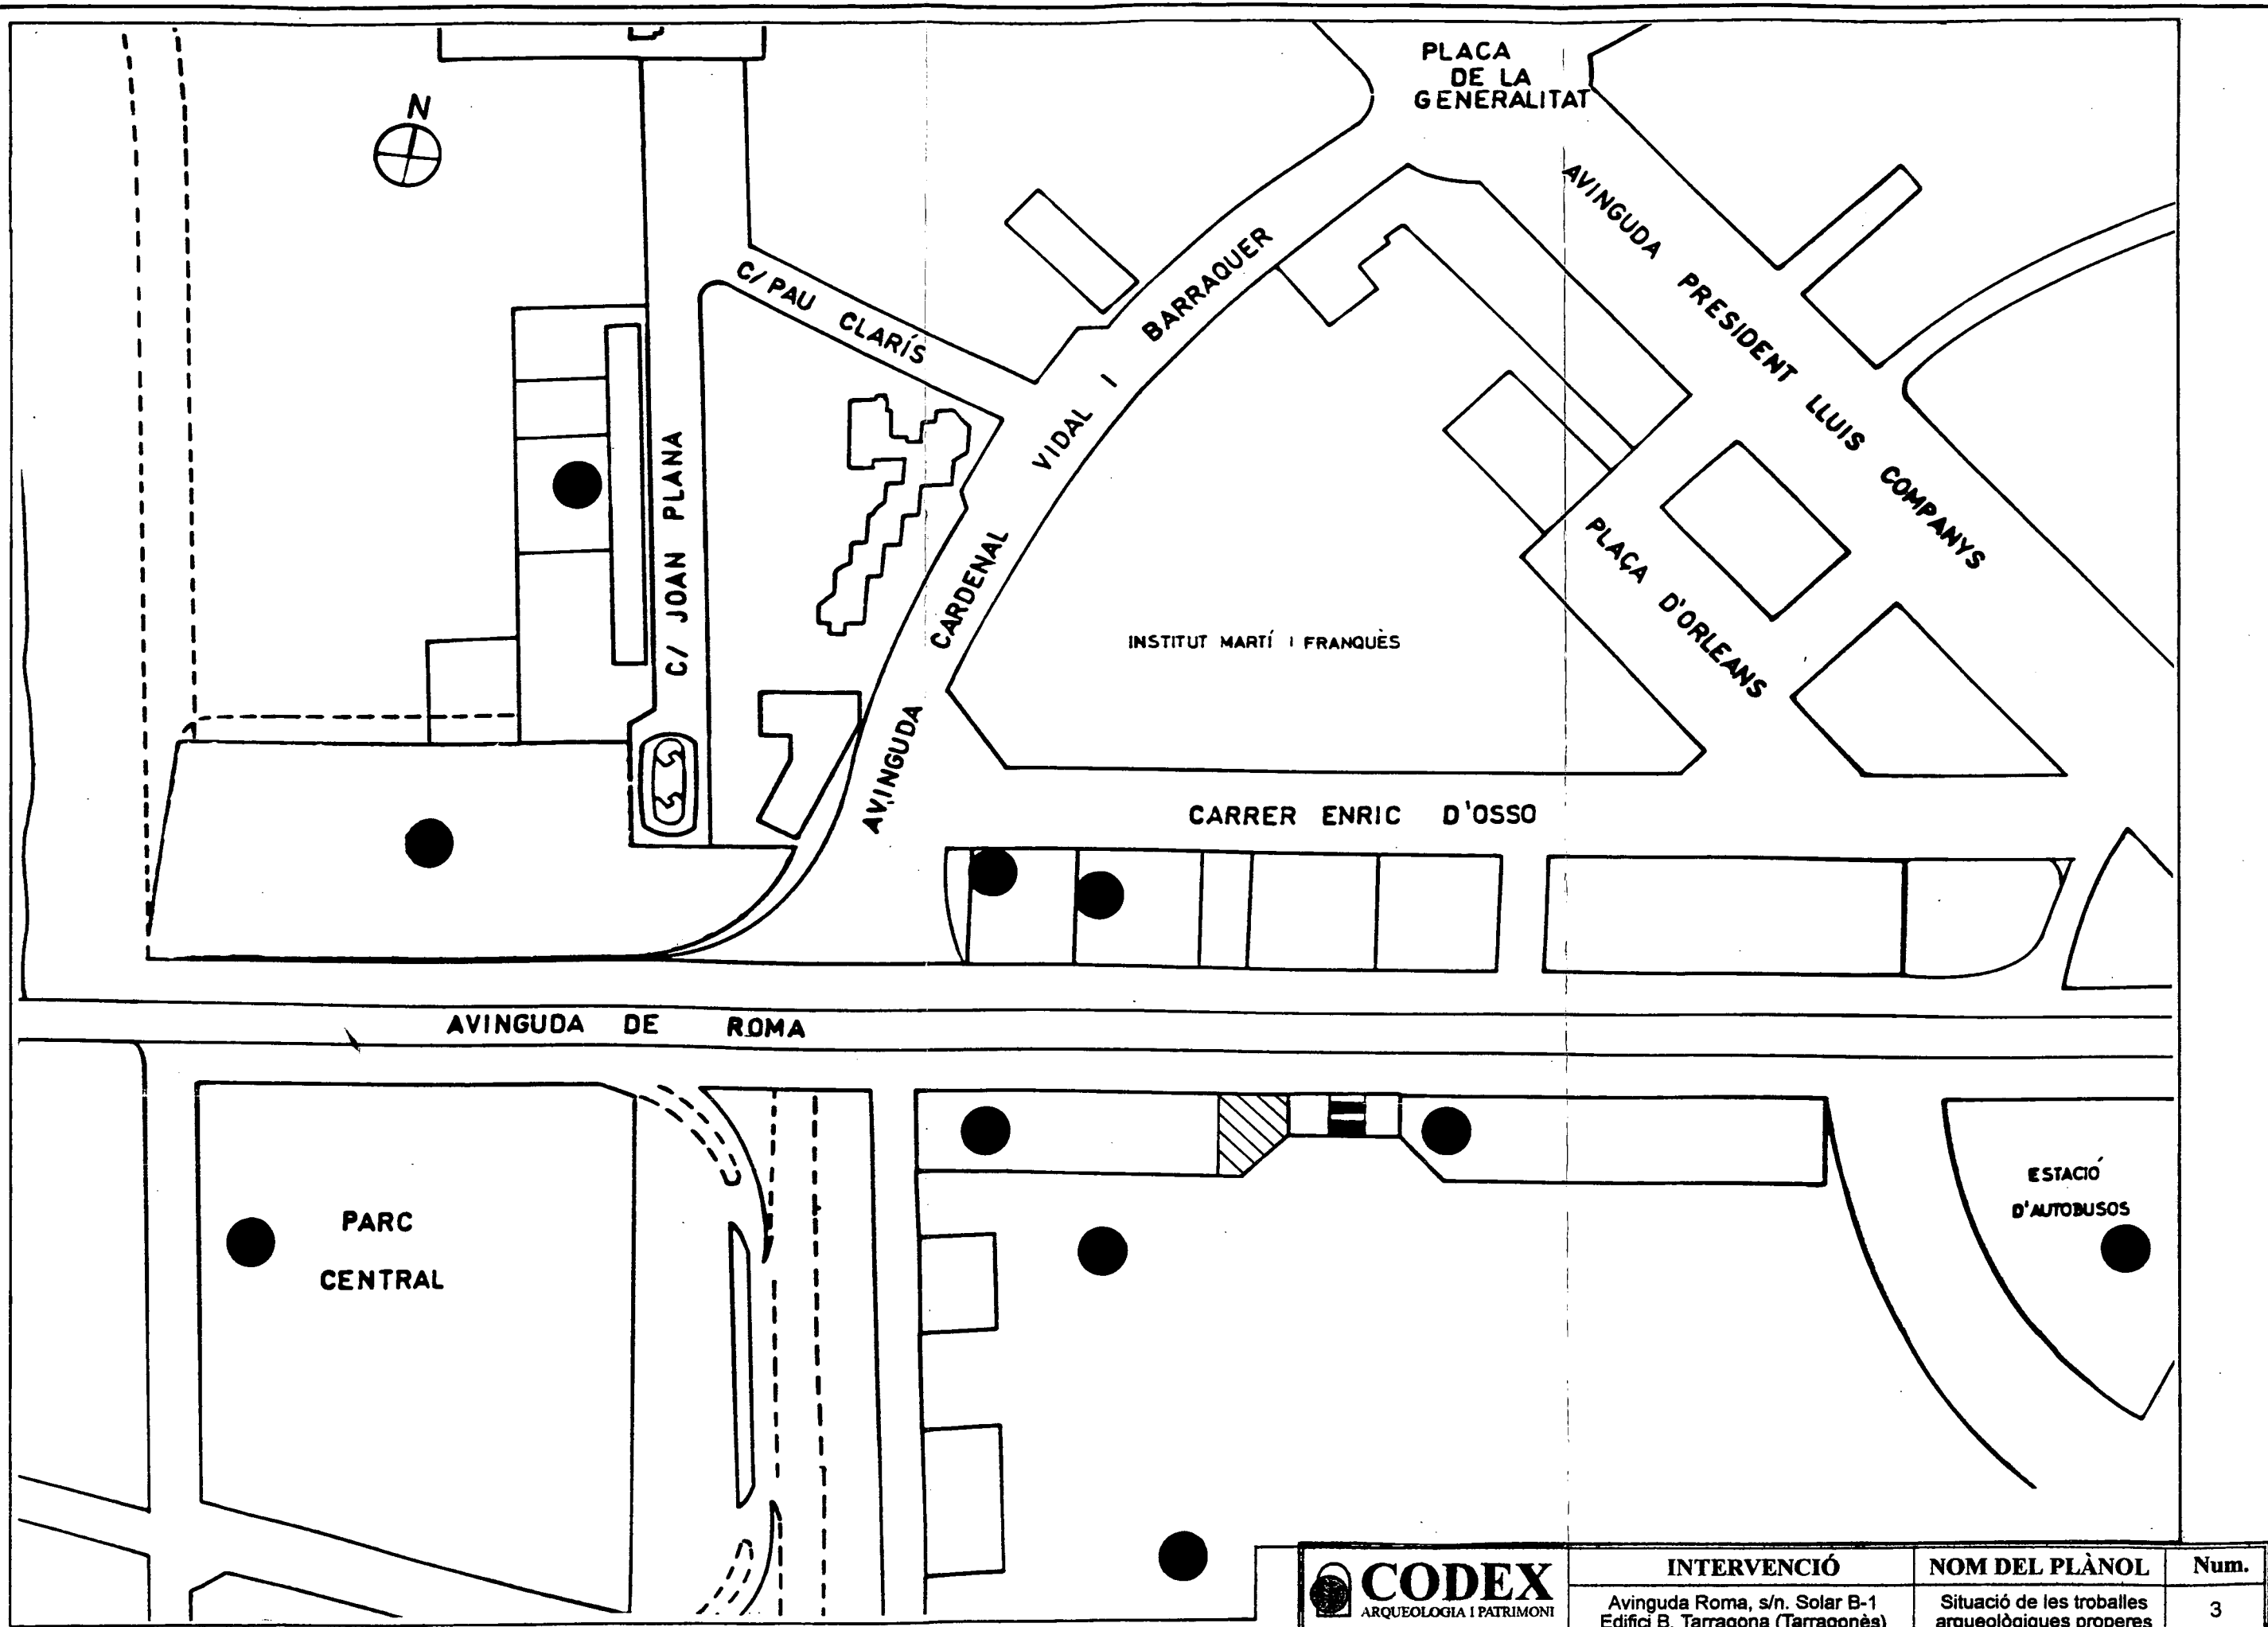 PLACA
DE LA
GENERALITAT
N
AVINGUDA PRESIDENT LLUIS COMPANYS
C/ PAU CLARÍS
AVINGUDA CARDENAL VIDAL I BARRAQUER
C/ JOAN PLANA
PLAÇA D'ORLEANS
INSTITUT MARTÍ I FRANQUÈS
CARRER ENRIC D'OSSO
AVINGUDA DE ROMA
PARC
CENTRAL
ESTACIÓ
D'AUTOBUSOS
CODEX
ARQUEOLOGIA I PATRIMONI
INTERVENCIÓ
Avinguda Roma, s/n. Solar B-1
Edifici B. Tarragona (Tarragonès)
NOM DEL PLÀNOL
Situació de les troballes
arqueològiques properes
Num.
3